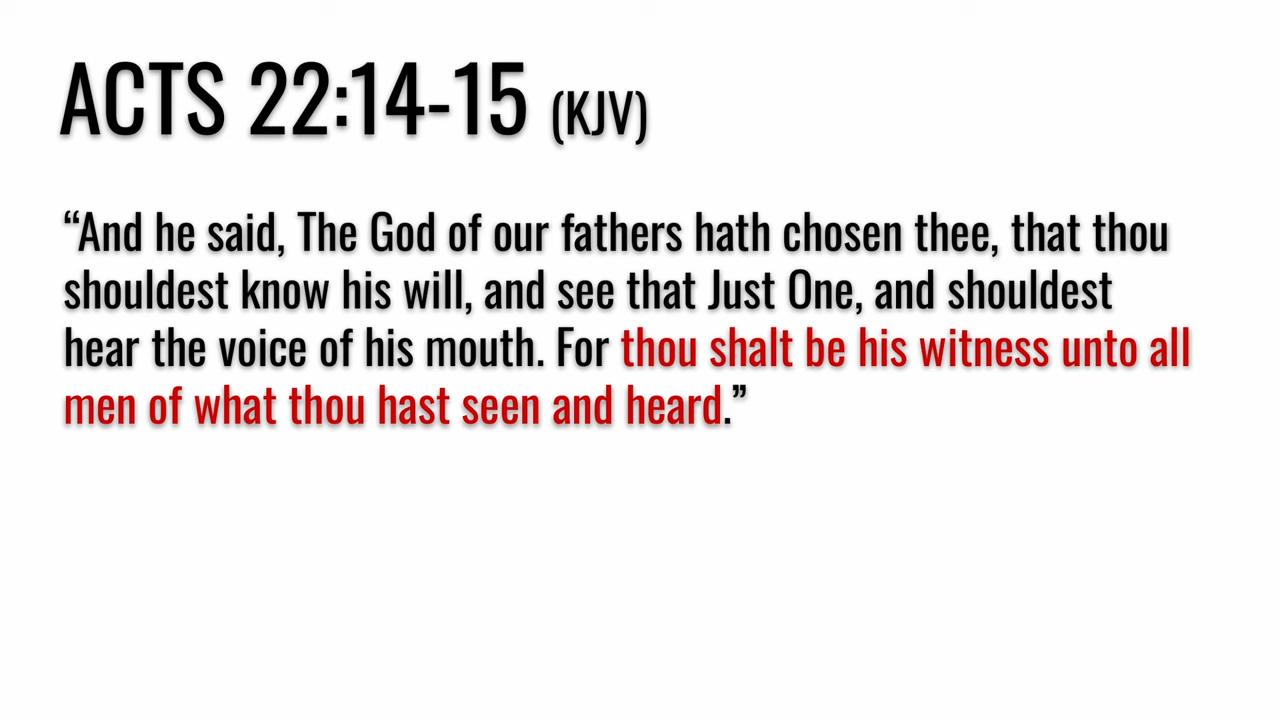 ACTS 22:14-15 (KJV)
“And he said, The God of our fathers hath chosen thee, that thou
shouldest know his will, and see that Just One, and shouldest
hear the voice of his mouth. For thou shalt be his witness unto all
men of what thou hast seen and heard.”